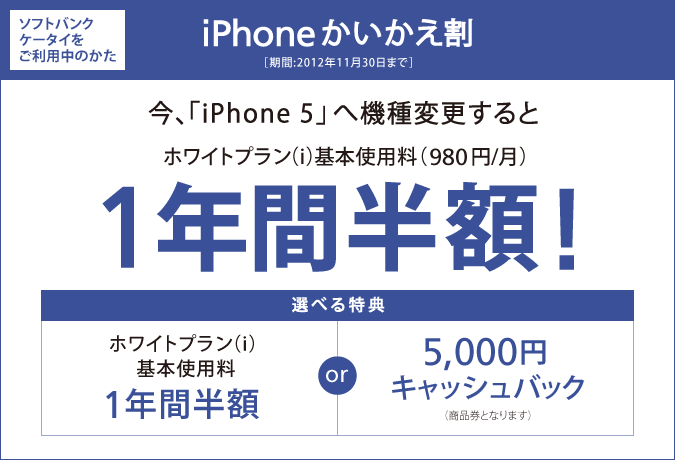 ソフトバンク
ケータイを
ご利用中のかた
iPhoneかいかえ割
［期間:2012年11月30日まで］
今、「iPhone 5」へ機種変更すると
ホワイトプラン(i)基本使用料（980円/月）
1年間半額！
選べる特典
ホワイトプラン(i)
基本使用料
1年間半額
or
5,000円
キャッシュバック
（商品券となります）